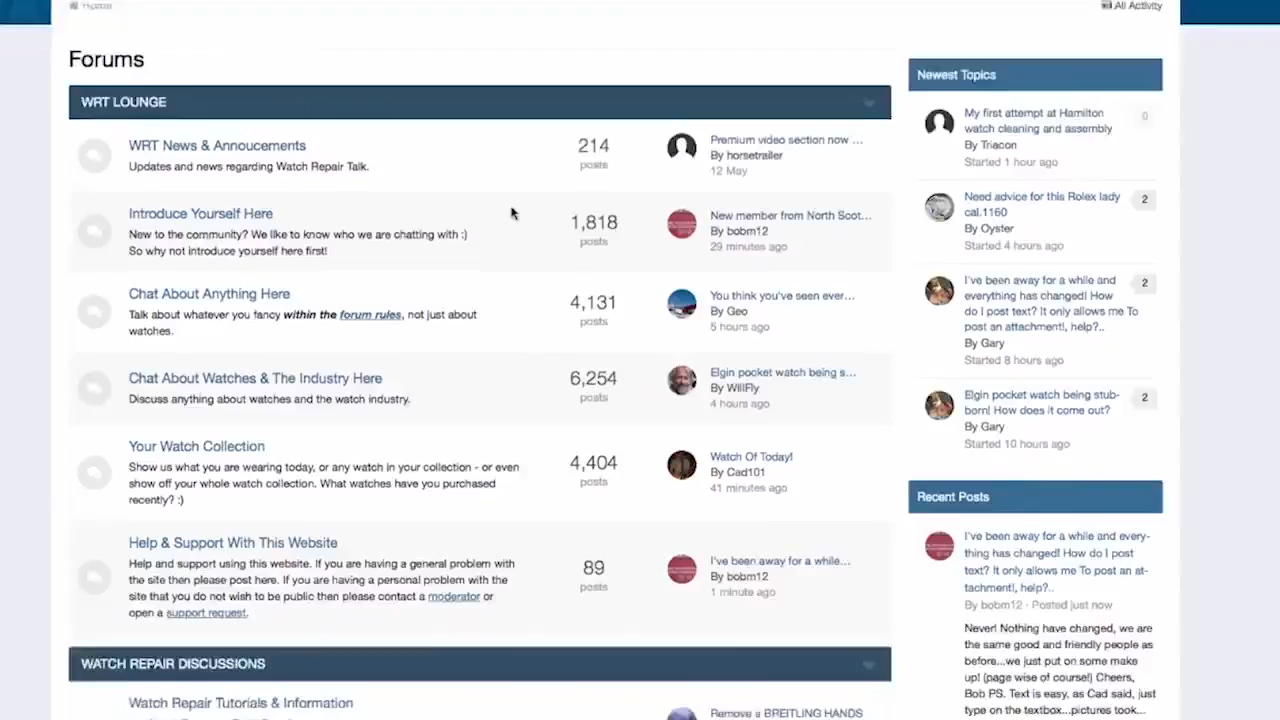 Home
All Activity
Forums
WRT LOUNGE
WRT News & Annoucements
Updates and news regarding Watch Repair Talk.
214
posts
Premium video section now ...
By horsetrailer
12 May
Introduce Yourself Here
New to the community? We like to know who we are chatting with :)
So why not introduce yourself here first!
1,818
posts
New member from North Scot...
By bobm12
29 minutes ago
Chat About Anything Here
Talk about whatever you fancy within the forum rules, not just about
watches.
4,131
posts
You think you've seen ever...
By Geo
5 hours ago
Chat About Watches & The Industry Here
Discuss anything about watches and the watch industry.
6,254
posts
Elgin pocket watch being s...
By WillFly
4 hours ago
Your Watch Collection
Show us what you are wearing today, or any watch in your collection - or even
show off your whole watch collection. What watches have you purchased
recently? :)
4,404
posts
Watch Of Today!
By Cad101
41 minutes ago
Help & Support With This Website
Help and support using this website. If you are having a general problem with
the site then please post here. If you are having a personal problem with the
site that you do not wish to be public then please contact a moderator or
open a support request.
89
posts
I've been away for a while...
By bobm12
1 minute ago
WATCH REPAIR DISCUSSIONS
Watch Repair Tutorials & Information
Remove a BREITLING HANDS
Newest Topics
My first attempt at Hamilton
watch cleaning and assembly
0
By Triacon
Started 1 hour ago
Need advice for this Rolex lady
cal.1160
2
By Oyster
Started 4 hours ago
I've been away for a while and
everything has changed! How
do I post text? It only allows me To
post an attachment!, help?..
2
By Gary
Started 8 hours ago
Elgin pocket watch being stub-
born! How does it come out?
2
By Gary
Started 10 hours ago
Recent Posts
I've been away for a while and every-
thing has changed! How do I post
text? It only allows me To post an at-
tachment!, help?..
By bobm12 · Posted just now
Never! Nothing have changed, we are
the same good and friendly people as
before...we just put on some make
up! (page wise of course!) Cheers,
Bob PS. Text is easy, as Cad said, just
type on the textbox...pictures took...